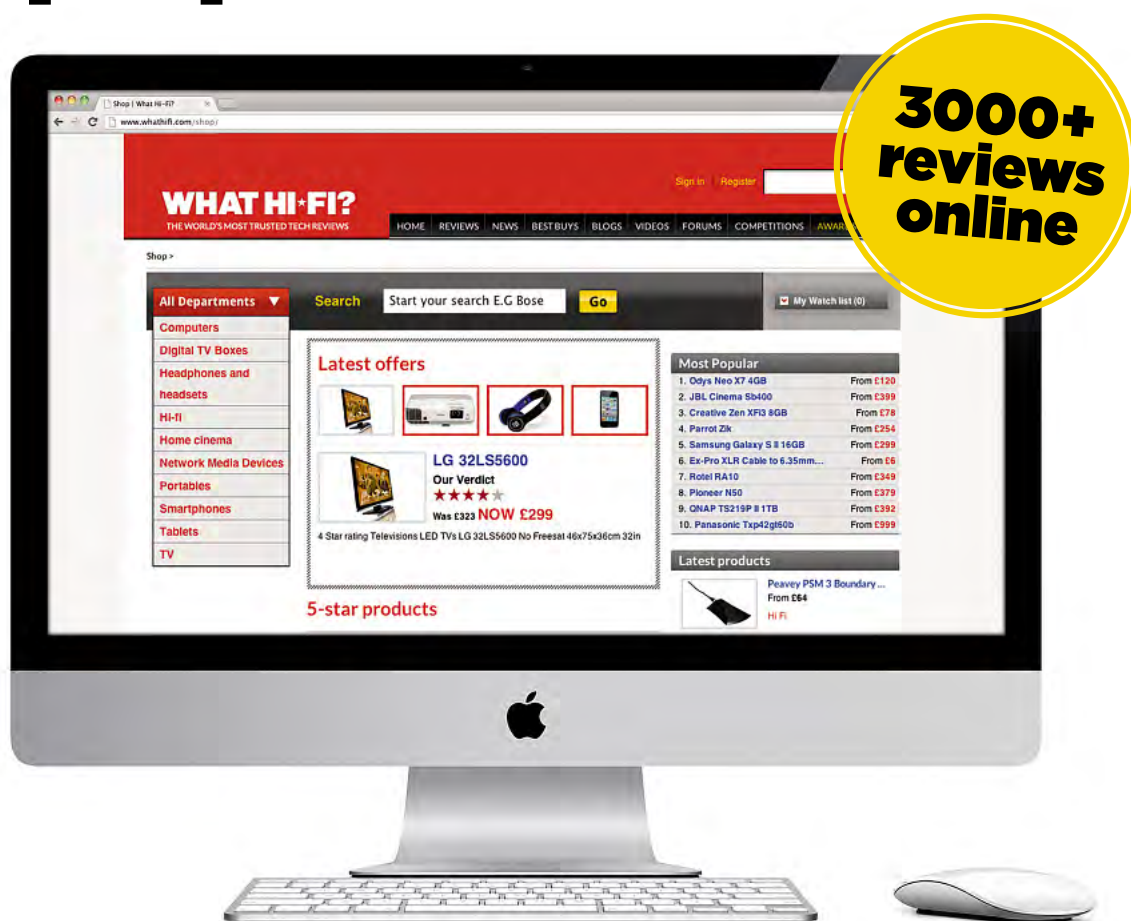 3000+
reviews
online
Shop | What Hi-Fi?
www.whathifi.com/shop/
Sign in | Register
WHAT HI★FI?
THE WORLD'S MOST TRUSTED TECH REVIEWS
HOME REVIEWS NEWS BEST BUYS BLOGS VIDEOS FORUMS COMPETITIONS
Shop >
All Departments ▼
Search
Start your search E.G Bose
Go
My Watch list (0)
Computers
Digital TV Boxes
Headphones and
headsets
Hi-fi
Home cinema
Network Media Devices
Portables
Smartphones
Tablets
TV
Latest offers
LG 32LS5600
Our Verdict
★★★★★
Was £323 NOW £299
4 Star rating Televisions LED TVs LG 32LS5600 No Freesat 46x75x36cm 32in
5-star products
Most Popular
1. Odys Neo X7 4GB From £120
2. JBL Cinema Sb400 From £399
3. Creative Zen XFi3 8GB From £78
4. Parrot Zik From £254
5. Samsung Galaxy S II 16GB From £299
6. Ex-Pro XLR Cable to 6.35mm... From £6
7. Rotel RA10 From £349
8. Pioneer N50 From £379
9. QNAP TS219P II 1TB From £392
10. Panasonic Txp42gt60b From £999
Latest products
Peavey PSM 3 Boundary ...
From £64
Hi Fi